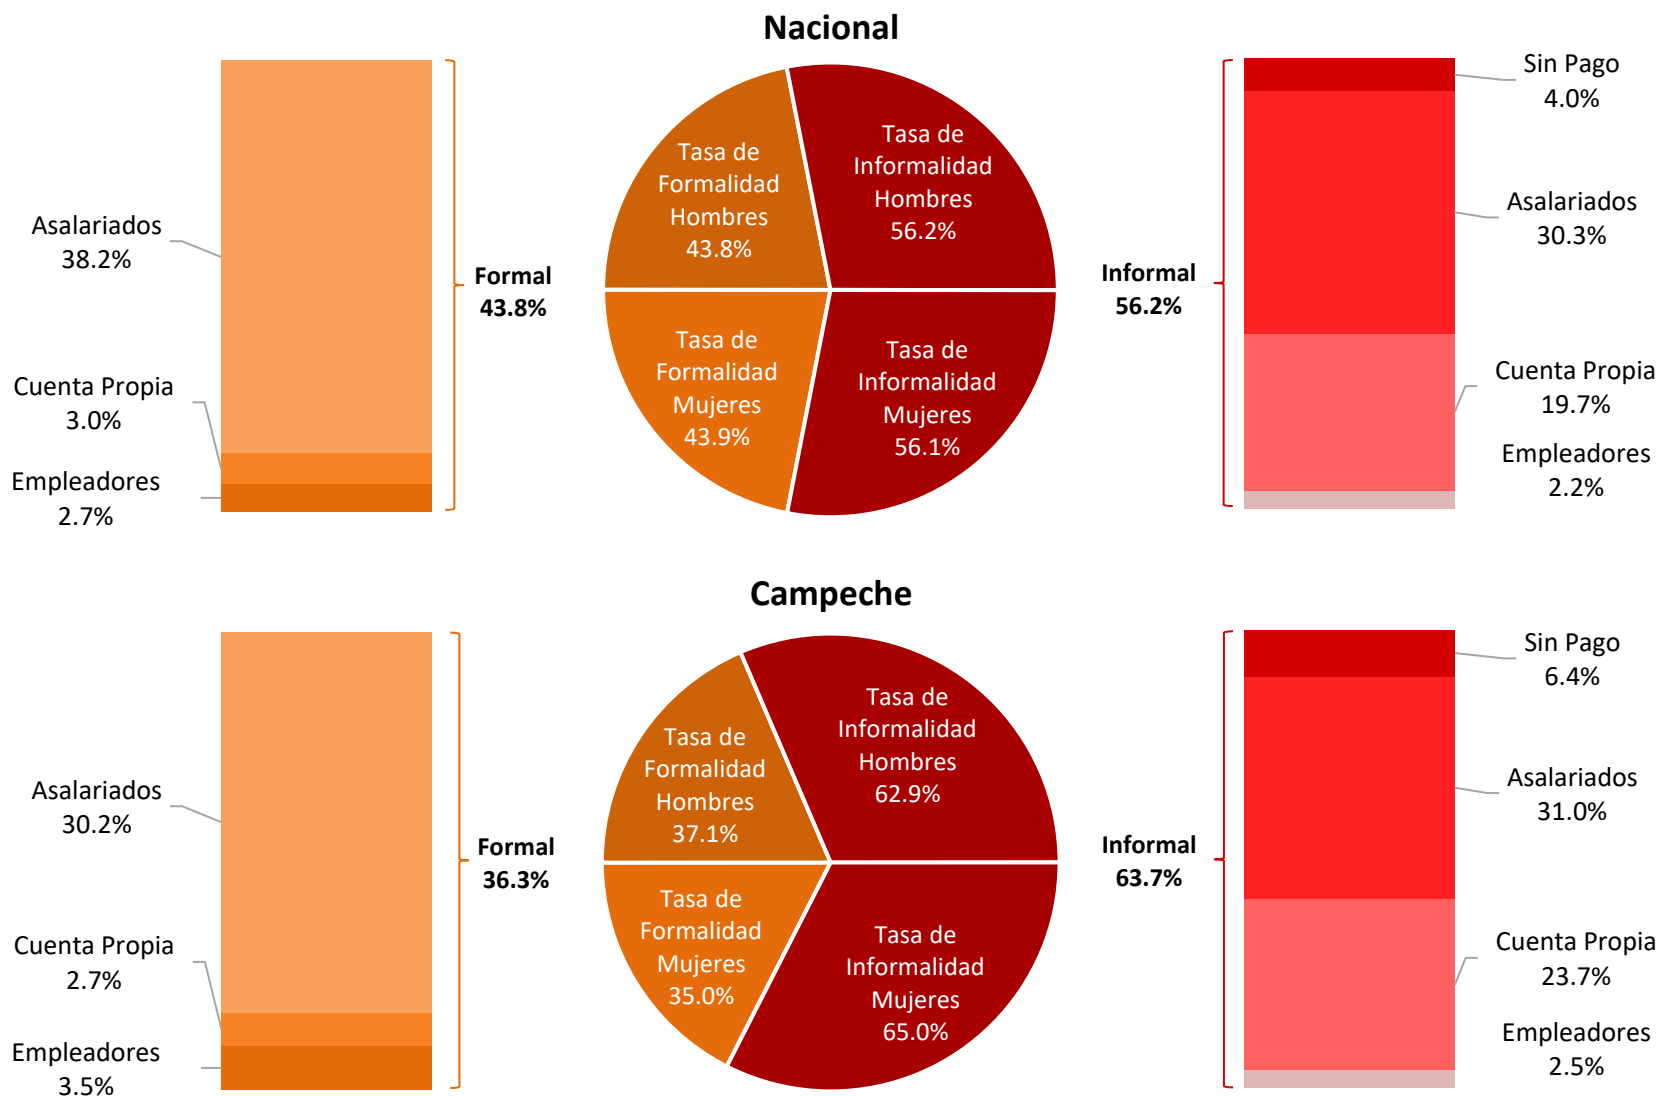 Nacional
Asalariados
38.2%
Cuenta Propia
3.0%
Empleadores
2.7%
Formal
43.8%
Tasa de
Formalidad
Hombres
43.8%
Tasa de
Informalidad
Hombres
56.2%
Tasa de
Formalidad
Mujeres
43.9%
Tasa de
Informalidad
Mujeres
56.1%
Informal
56.2%
Sin Pago
4.0%
Asalariados
30.3%
Cuenta Propia
19.7%
Empleadores
2.2%
Campeche
Asalariados
30.2%
Cuenta Propia
2.7%
Empleadores
3.5%
Formal
36.3%
Tasa de
Formalidad
Hombres
37.1%
Tasa de
Informalidad
Hombres
62.9%
Tasa de
Formalidad
Mujeres
35.0%
Tasa de
Informalidad
Mujeres
65.0%
Informal
63.7%
Sin Pago
6.4%
Asalariados
31.0%
Cuenta Propia
23.7%
Empleadores
2.5%